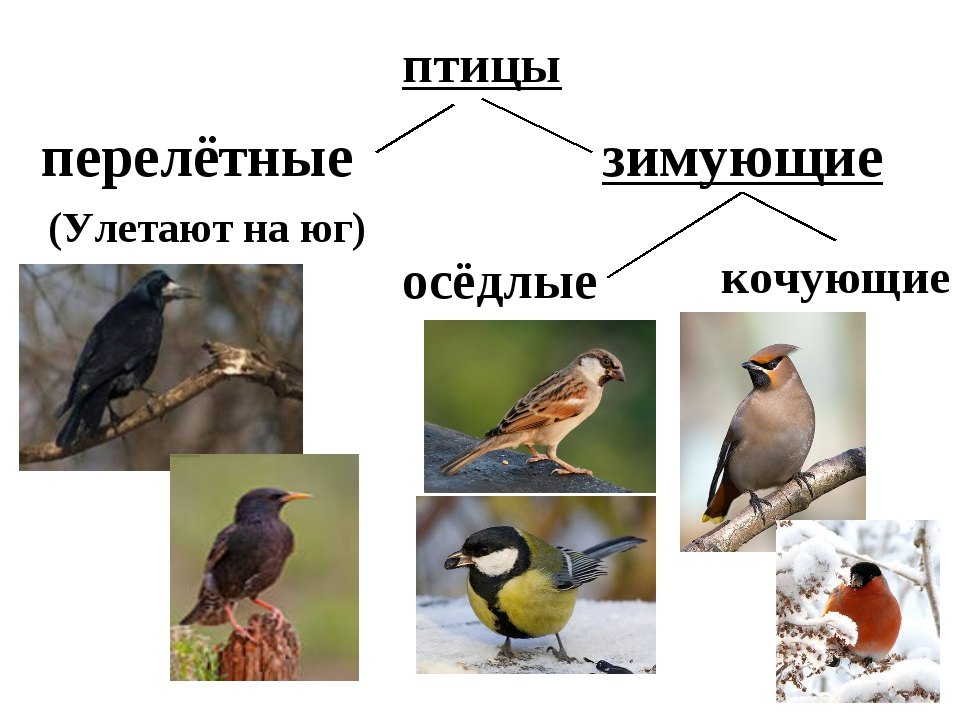 птицы
перелётные
зимующие
(Улетают на юг)
осёдлые
кочующие